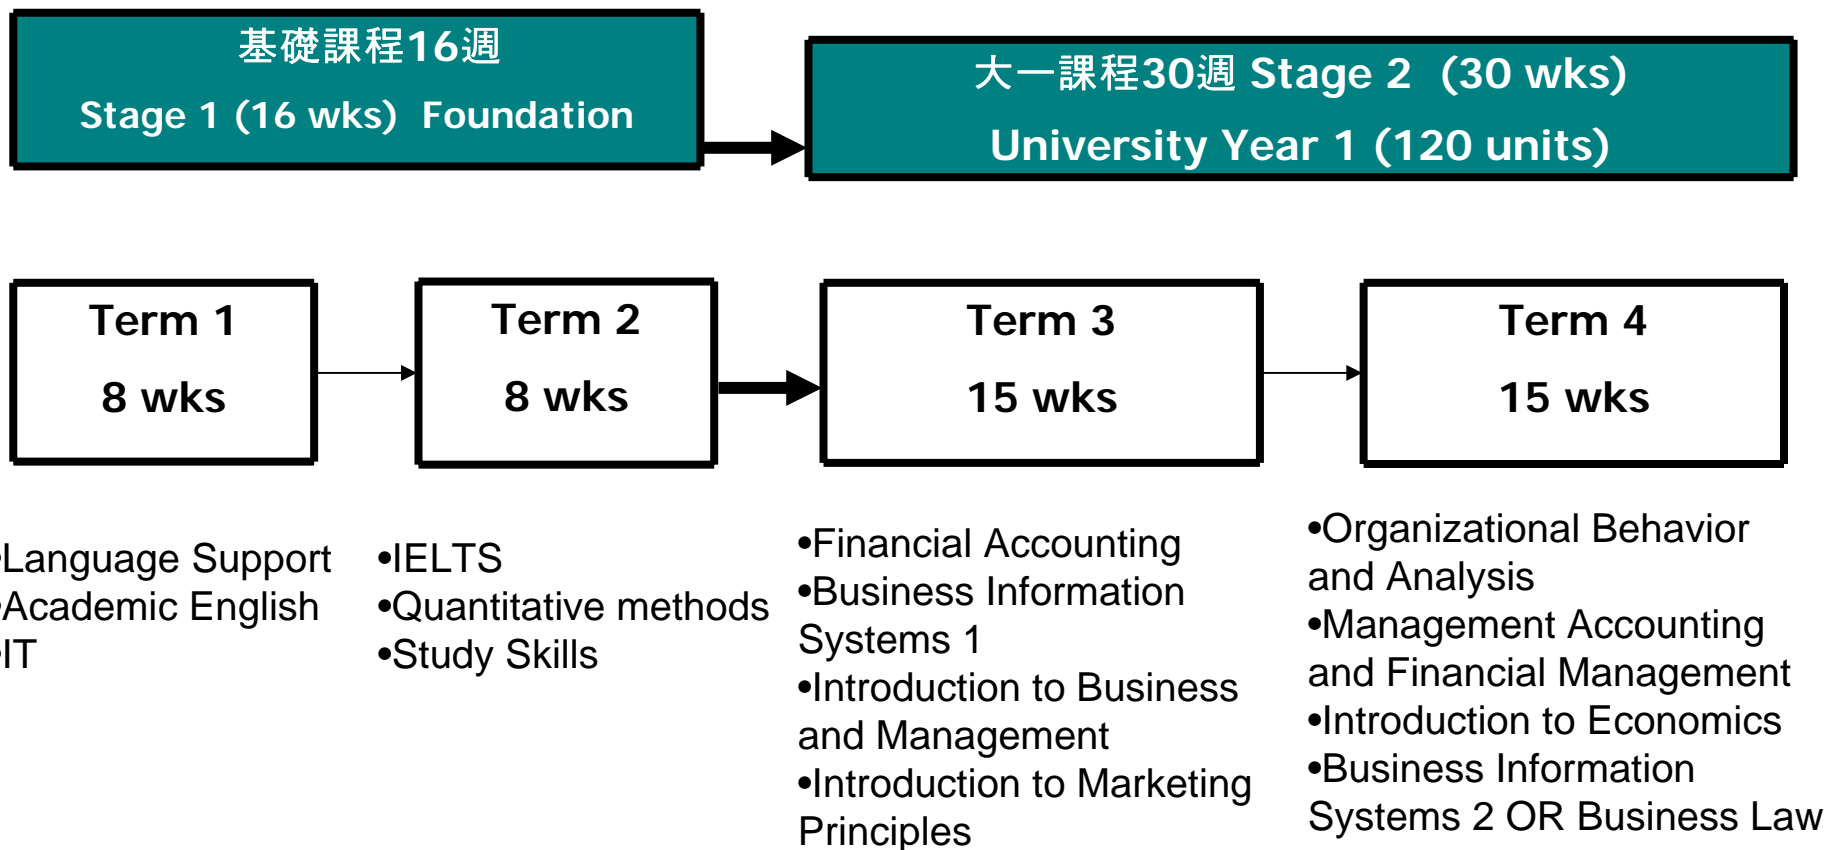 基礎課程16週
Stage 1 (16 wks) Foundation
大一課程30週 Stage 2 (30 wks)
University Year 1 (120 units)
Term 1
8 wks
Term 2
8 wks
Term 3
15 wks
Term 4
15 wks
•Language Support
•Academic English
•IT
•IELTS
•Quantitative methods
•Study Skills
•Financial Accounting
•Business Information
Systems 1
•Introduction to Business
and Management
•Introduction to Marketing
Principles
•Organizational Behavior
and Analysis
•Management Accounting
and Financial Management
•Introduction to Economics
•Business Information
Systems 2 OR Business Law